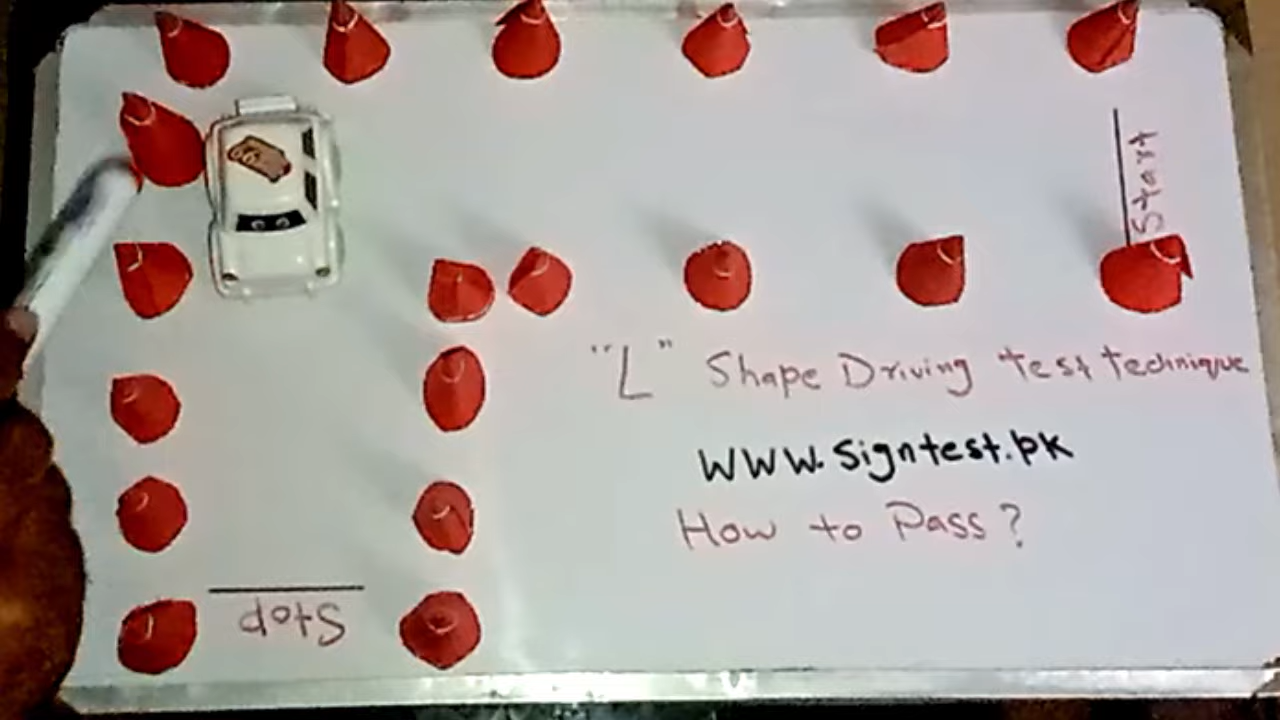 Start
"L" Shape Driving test technique
WWW.Signtest.pk
How to Pass?
Stop